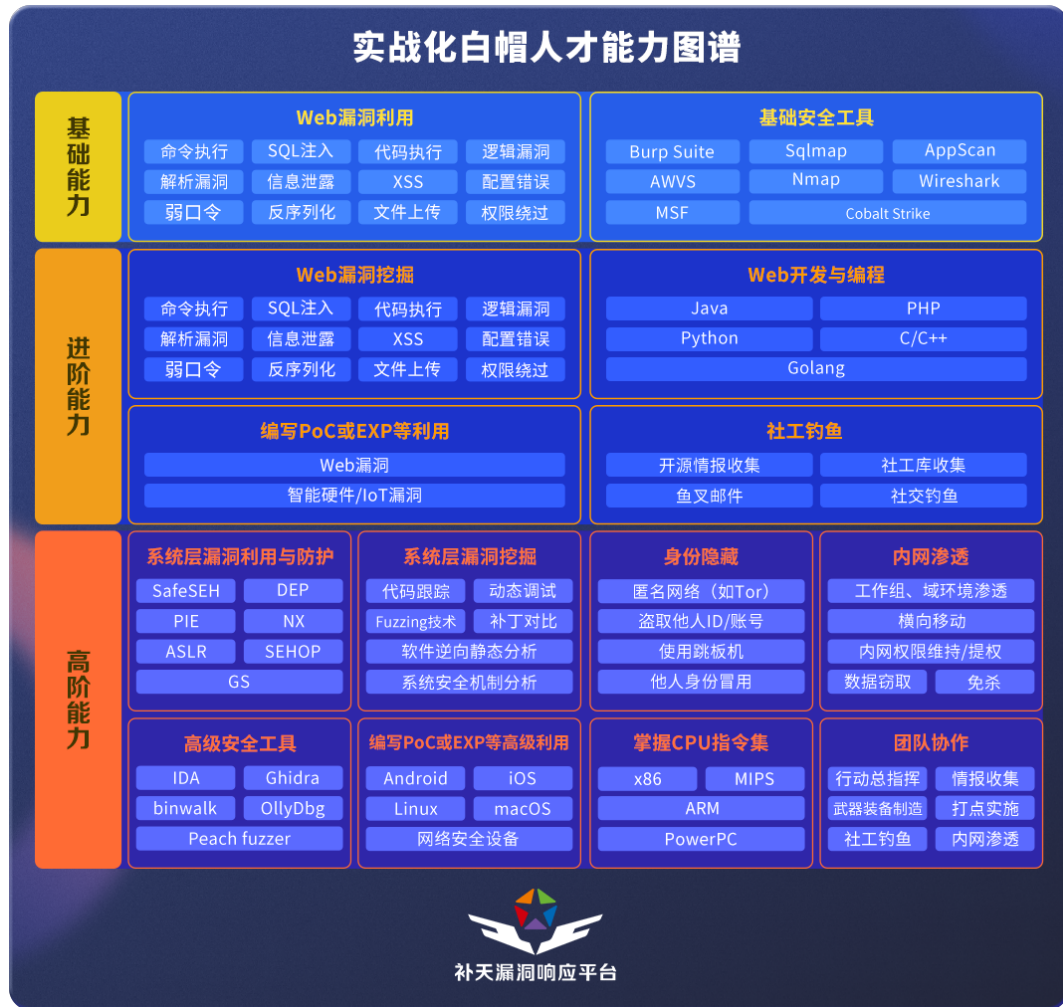 实战化白帽人才能力图谱
基础能力
Web漏洞利用
命令执行 SQL注入 代码执行 逻辑漏洞
解析漏洞 信息泄露 XSS 配置错误
弱口令 反序列化 文件上传 权限绕过
基础安全工具
Burp Suite Sqlmap AppScan
AWVS Nmap Wireshark
MSF Cobalt Strike
进阶能力
Web漏洞挖掘
命令执行 SQL注入 代码执行 逻辑漏洞
解析漏洞 信息泄露 XSS 配置错误
弱口令 反序列化 文件上传 权限绕过
Web开发与编程
Java PHP
Python C/C++
Golang
编写PoC或EXP等利用
Web漏洞
智能硬件/IoT漏洞
社工钓鱼
开源情报收集 社工库收集
鱼叉邮件 社交钓鱼
高阶能力
系统层漏洞利用与防护
SafeSEH DEP
PIE NX
ASLR SEHOP
GS
系统层漏洞挖掘
代码跟踪 动态调试
Fuzzing技术 补丁对比
软件逆向静态分析
系统安全机制分析
身份隐藏
匿名网络（如Tor）
盗取他人ID/账号
使用跳板机
他人身份冒用
内网渗透
工作组、域环境渗透
横向移动
内网权限维持/提权
数据窃取 免杀
高级安全工具
IDA Ghidra
binwalk OllyDbg
Peach fuzzer
编写PoC或EXP等高级利用
Android iOS
Linux macOS
网络安全设备
掌握CPU指令集
x86 MIPS
ARM
PowerPC
团队协作
行动总指挥 情报收集
武器装备制造 打点实施
社工钓鱼 内网渗透
补天漏洞响应平台